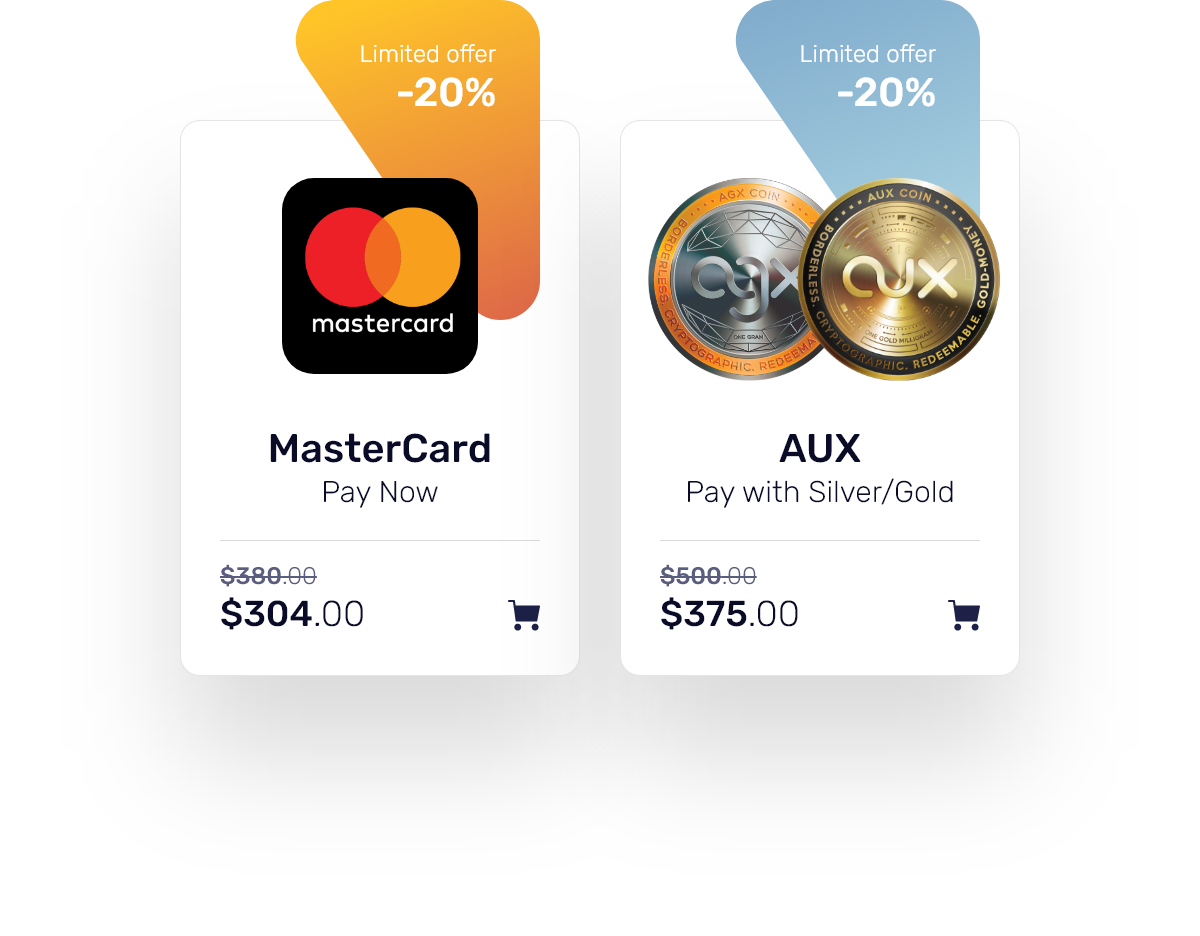 Limited offer
-20%
mastercard
MasterCard
Pay Now
$380.00
$304.00
Limited offer
-20%
AGX COIN
BORDERLESS. CRYPTOGRAPHIC. REDEEMA
agx
ONE GRAM
AUX COIN
BORDERLESS. CRYPTOGRAPHIC. REDEEMABLE. GOLD-MONEY
aux
ONE GOLD MILLIGRAM
AUX
Pay with Silver/Gold
$500.00
$375.00